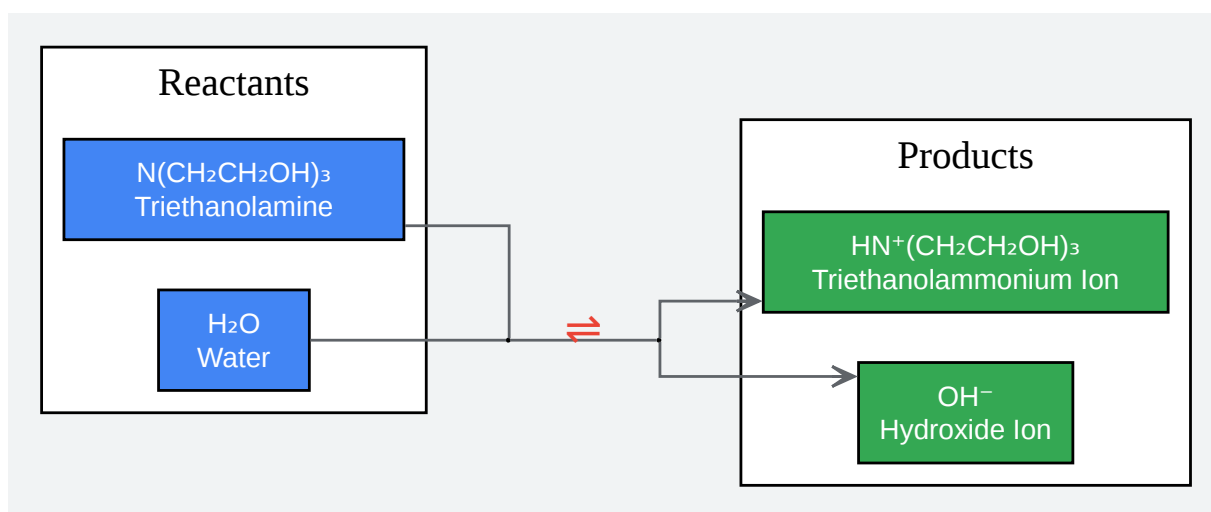 Reactants
N(CH₂CH₂OH)₃
Triethanolamine
H₂O
Water
⇌
Products
HN⁺(CH₂CH₂OH)₃
Triethanolammonium Ion
OH⁻
Hydroxide Ion